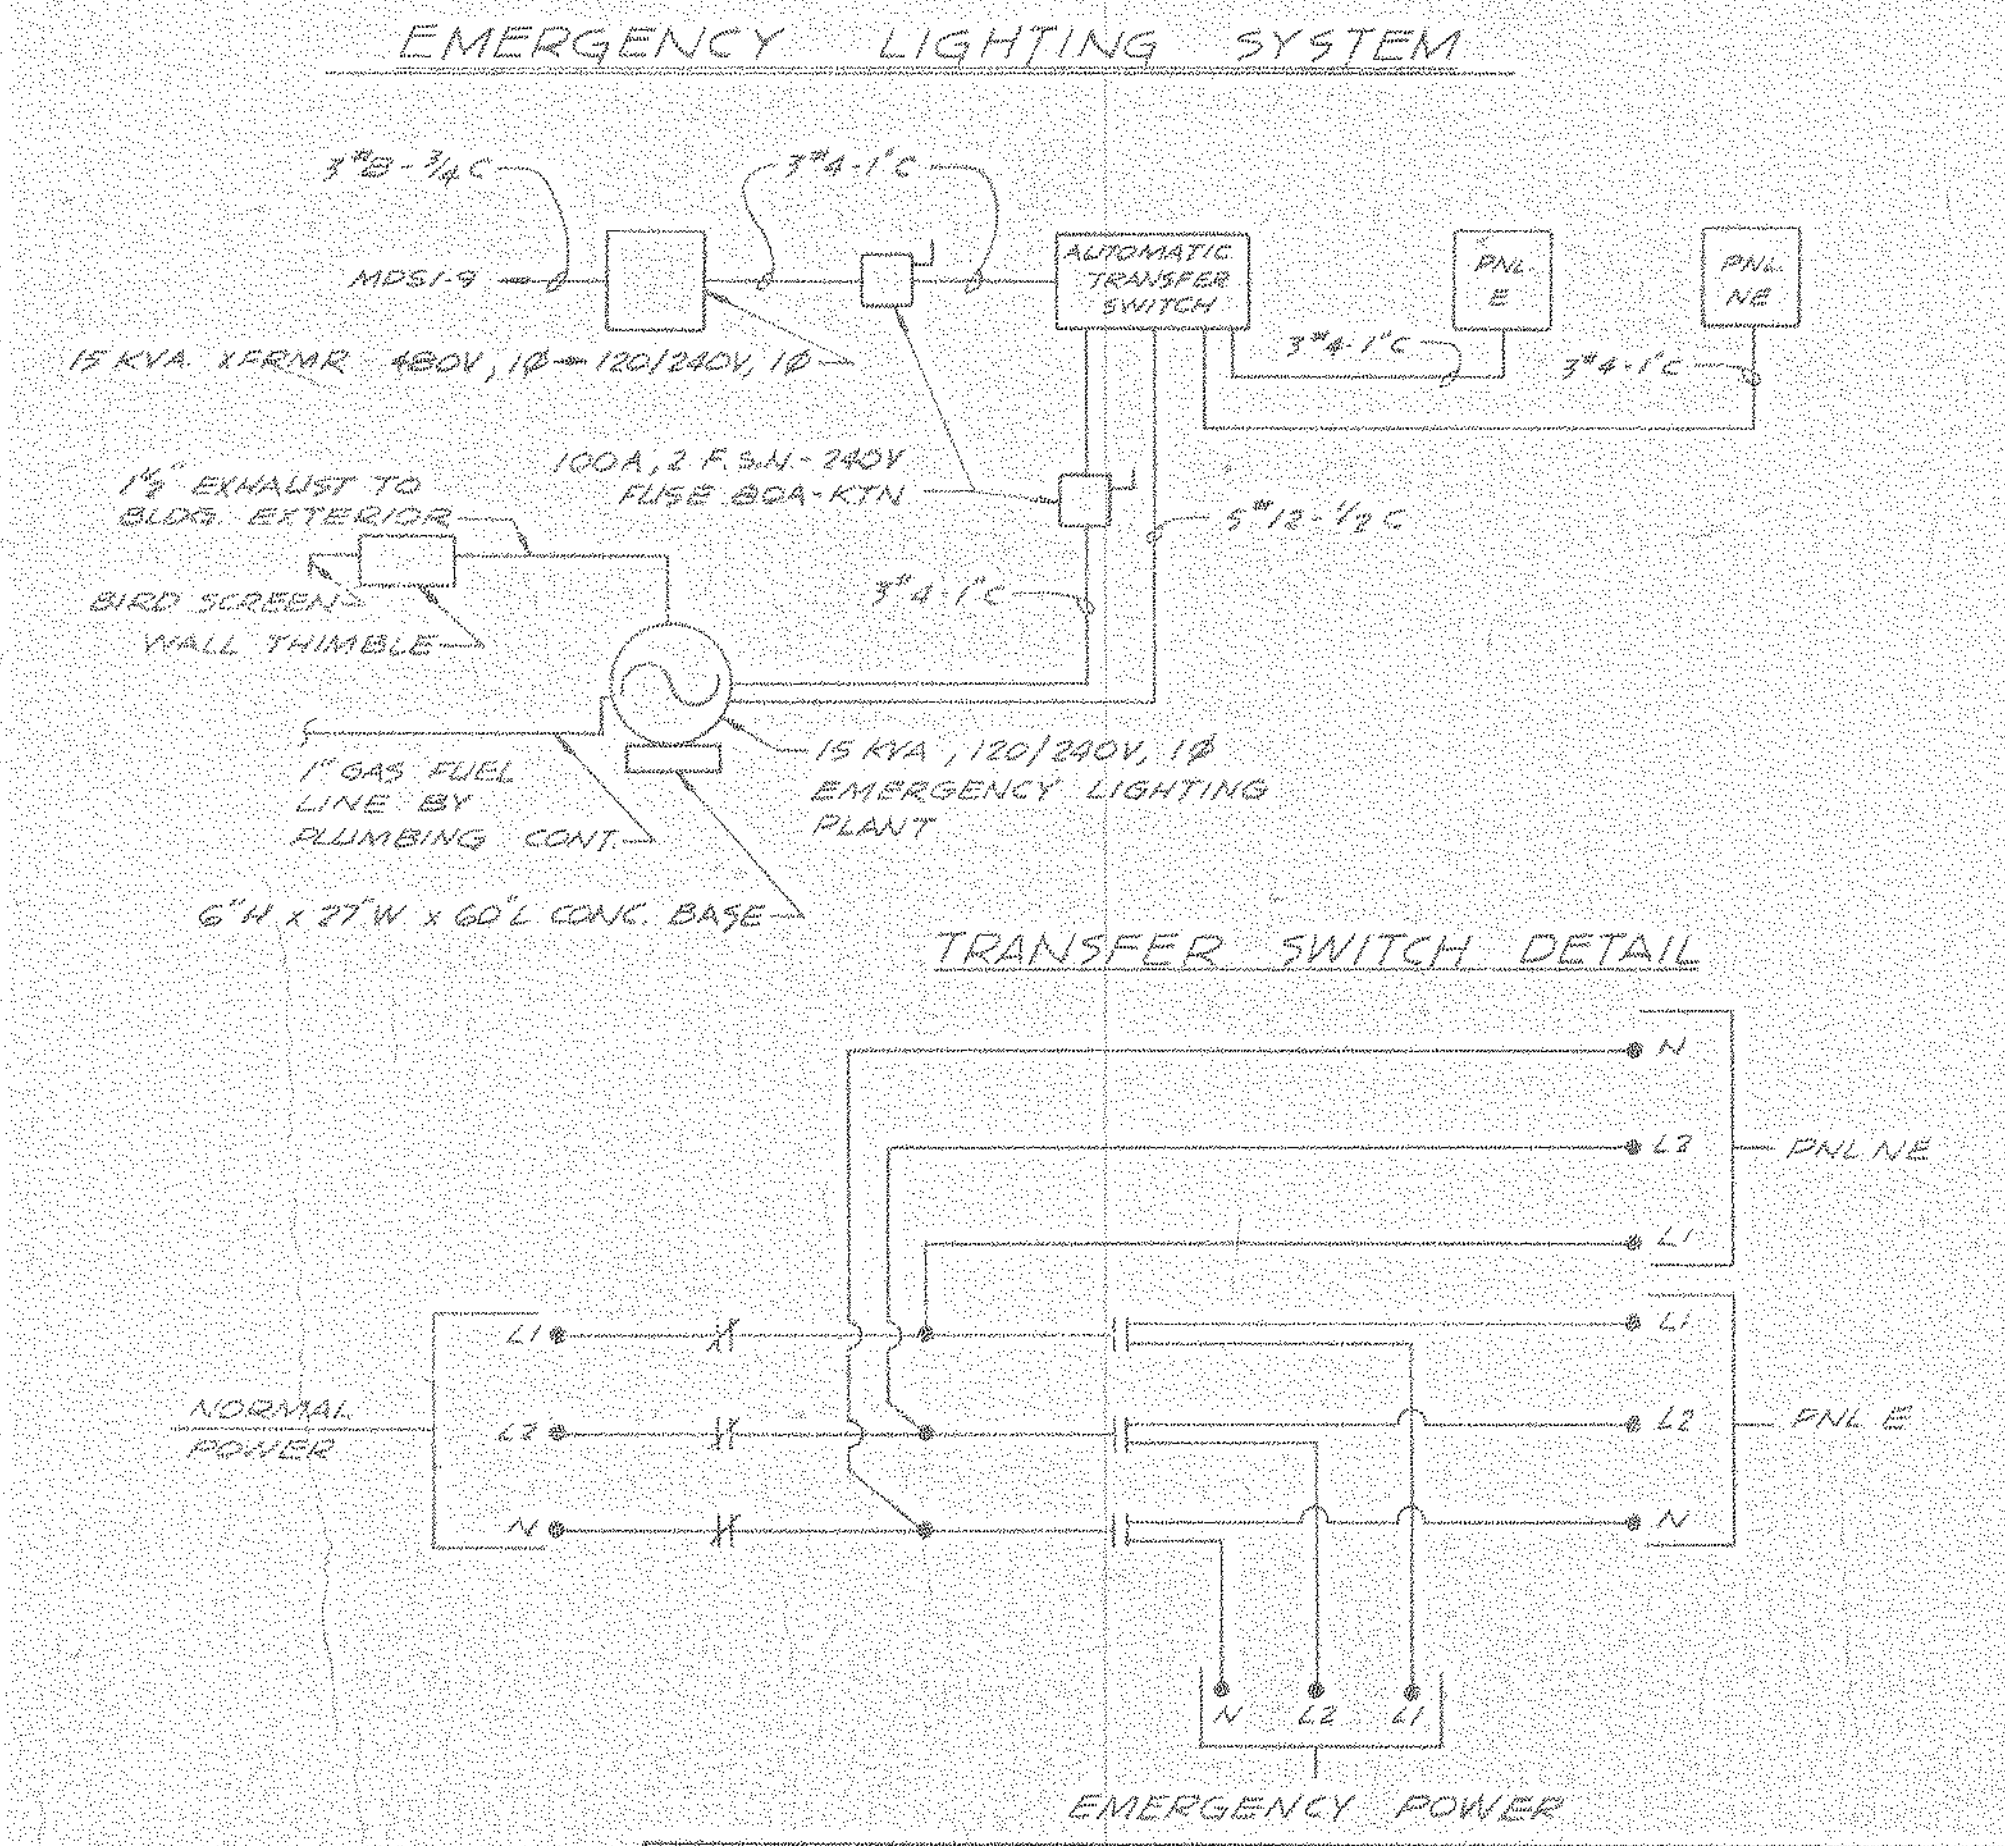 EMERGENCY LIGHTING SYSTEM
3#8-3/4C
3#4-1"C
MDS1-9
AUTOMATIC
TRANSFER
SWITCH
PNL
E
PNL
NE
15 KVA. XFRMR 480V, 1Ø 120/240V, 1Ø
3#4-1"C
3#4-1"C
100A, 2 F.S.N.-240V
FUSE 80A-KTN
1½" EXHAUST TO
BLDG. EXTERIOR
5#12-1/2C
BIRD SCREEN
WALL THIMBLE
3#4-1"C
15 KVA, 120/240V, 1Ø
EMERGENCY LIGHTING
PLANT
1" GAS FUEL
LINE BY
PLUMBING CONT.
6"H x 27"W x 60"L CONC. BASE
TRANSFER SWITCH DETAIL
N
L2
PNL NE
L1
L1
L1
NORMAL
POWER
L2
L2
PNL E
N
N
N L2 L1
EMERGENCY POWER